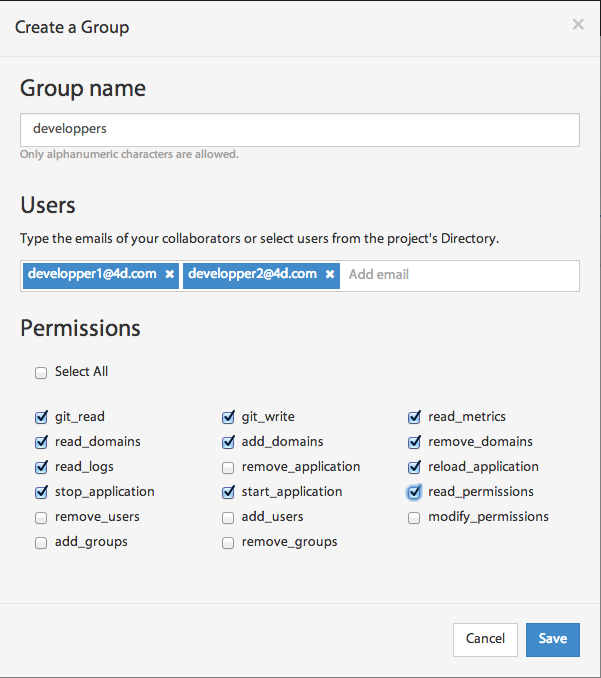 Create a Group
×
Group name
developpers
Only alphanumeric characters are allowed.
Users
Type the emails of your collaborators or select users from the project's Directory.
developper1@4d.com × developper2@4d.com × Add email
Permissions
Select All
git_read git_write read_metrics
read_domains add_domains remove_domains
read_logs remove_application reload_application
stop_application start_application read_permissions
remove_users add_users modify_permissions
add_groups remove_groups
Cancel Save